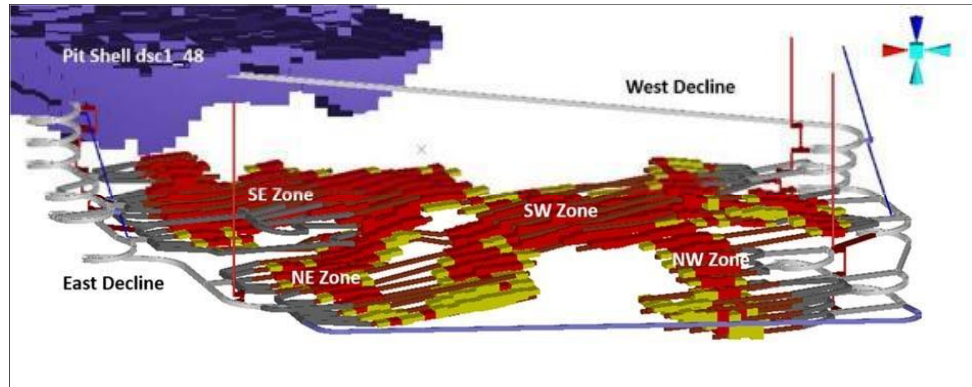 Pit Shell dsc1_48
West Decline
SE Zone
SW Zone
NW Zone
NE Zone
East Decline